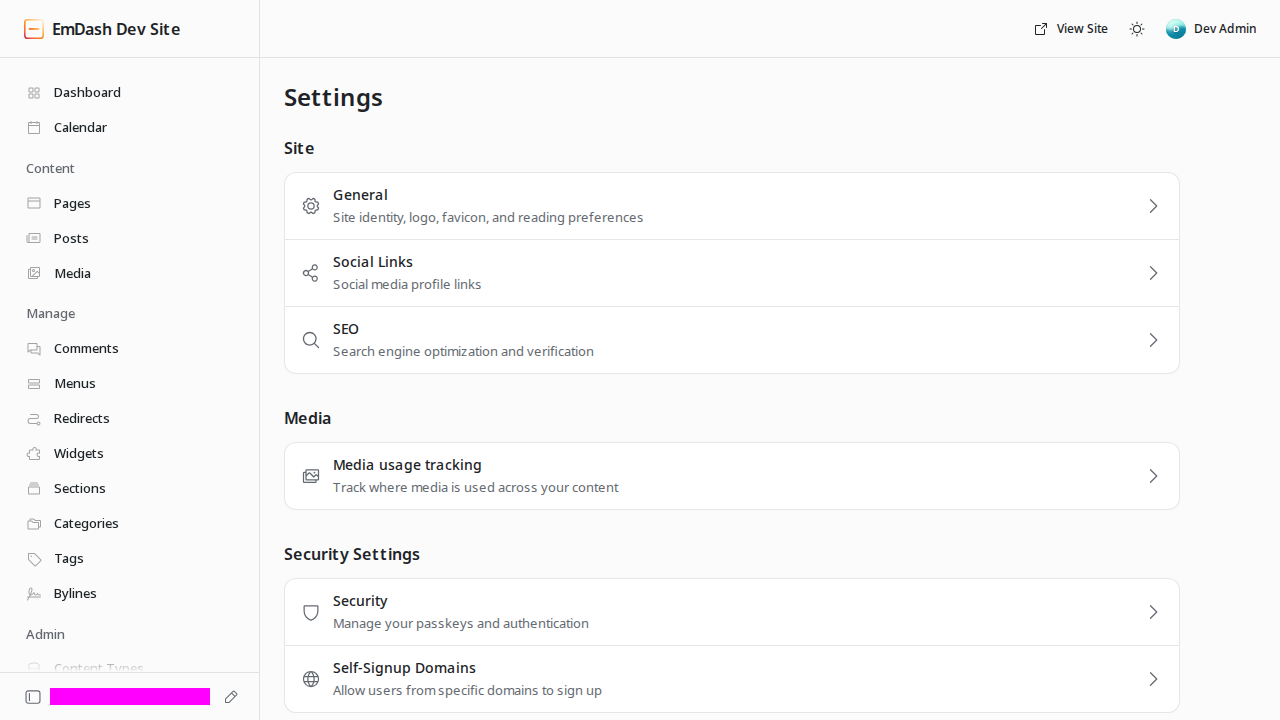 EmDash Dev Site
View Site
Dev Admin
Dashboard
Calendar
Content
Pages
Posts
Media
Manage
Comments
Menus
Redirects
Widgets
Sections
Categories
Tags
Bylines
Admin
Content Types
Settings
Site
General
Site identity, logo, favicon, and reading preferences
Social Links
Social media profile links
SEO
Search engine optimization and verification
Media
Media usage tracking
Track where media is used across your content
Security Settings
Security
Manage your passkeys and authentication
Self-Signup Domains
Allow users from specific domains to sign up